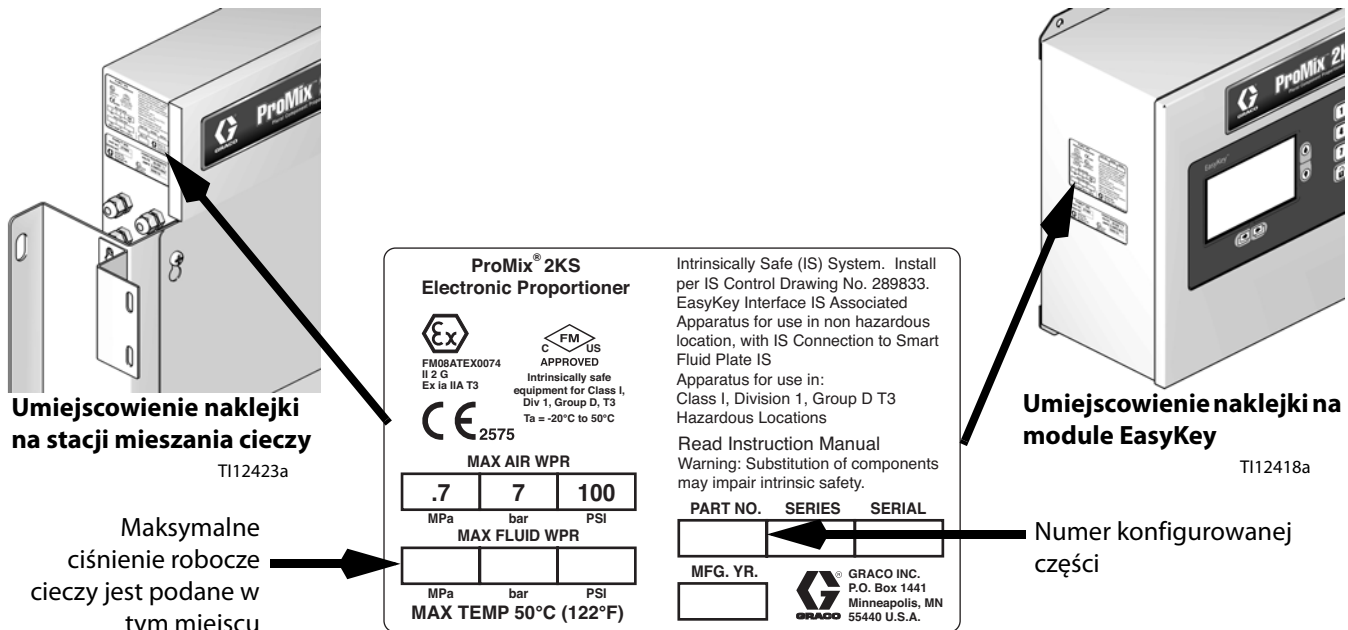 ProMix
GRACO
Umiejscowienie naklejki
na stacji mieszania cieczy
TI12423a
Maksymalne
ciśnienie robocze
cieczy jest podane w
tym miejscu
ProMix® 2KS
Electronic Proportioner
Ex
FM08ATEX0074
II 2 G
Ex ia IIA T3
CE 2575
C FM US
APPROVED
Intrinsically safe
equipment for Class I,
Div 1, Group D, T3
Ta = -20°C to 50°C
MAX AIR WPR
.7 7 100
MPa bar PSI
MAX FLUID WPR
MPa bar PSI
MAX TEMP 50°C (122°F)
Intrinsically Safe (IS) System. Install
per IS Control Drawing No. 289833.
EasyKey Interface IS Associated
Apparatus for use in non hazardous
location, with IS Connection to Smart
Fluid Plate IS
Apparatus for use in:
Class I, Division 1, Group D T3
Hazardous Locations
Read Instruction Manual
Warning: Substitution of components
may impair intrinsic safety.
PART NO. SERIES SERIAL
MFG. YR.
GRACO
®
GRACO INC.
P.O. Box 1441
Minneapolis, MN
55440 U.S.A.
ProMix
GRACO
EasyKey
Umiejscowienie naklejki na
module EasyKey
TI12418a
Numer konfigurowanej
części